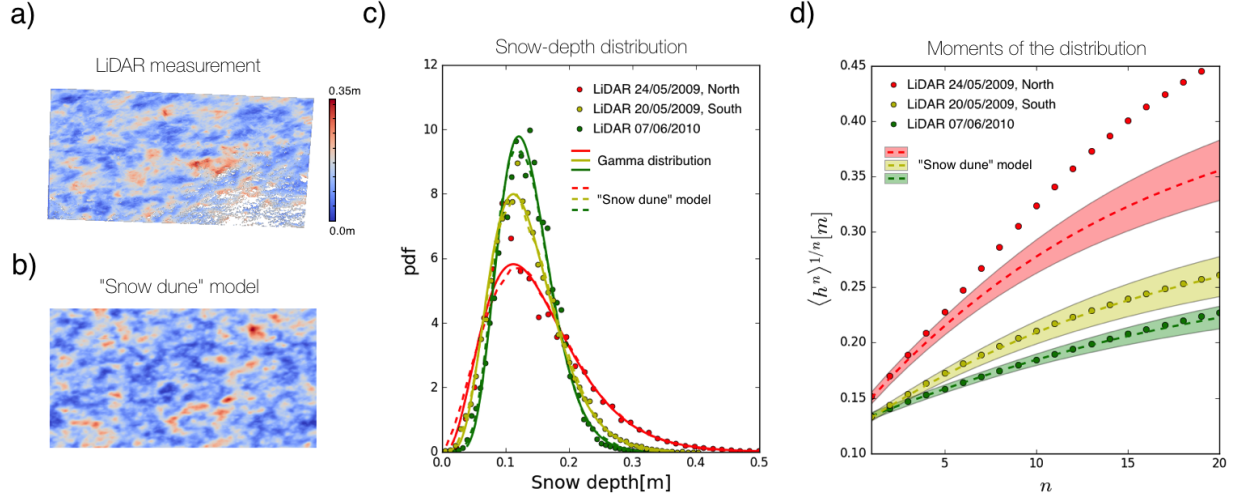 a)
LiDAR measurement
0.35m
0.0m
b)
"Snow dune" model
c)
Snow-depth distribution
LiDAR 24/05/2009, North
LiDAR 20/05/2009, South
LiDAR 07/06/2010
Gamma distribution
"Snow dune" model
pdf
12
10
8
6
4
2
0
0.0 0.1 0.2 0.3 0.4 0.5
Snow depth[m]
d)
Moments of the distribution
LiDAR 24/05/2009, North
LiDAR 20/05/2009, South
LiDAR 07/06/2010
"Snow dune" model
⟨hⁿ⟩^{1/n}[m]
0.45
0.40
0.35
0.30
0.25
0.20
0.15
0.10
5 10 15 20
n